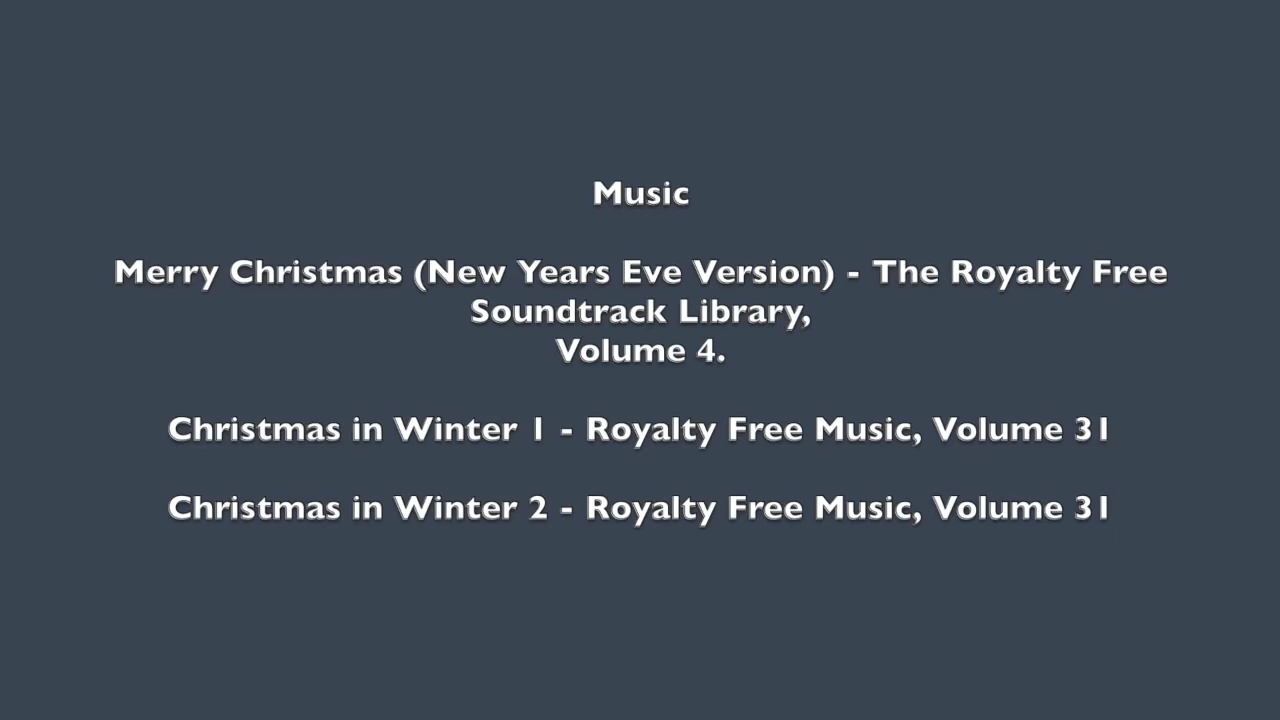 Music
Merry Christmas (New Years Eve Version) - The Royalty Free
Soundtrack Library,
Volume 4.
Christmas in Winter 1 - Royalty Free Music, Volume 31
Christmas in Winter 2 - Royalty Free Music, Volume 31